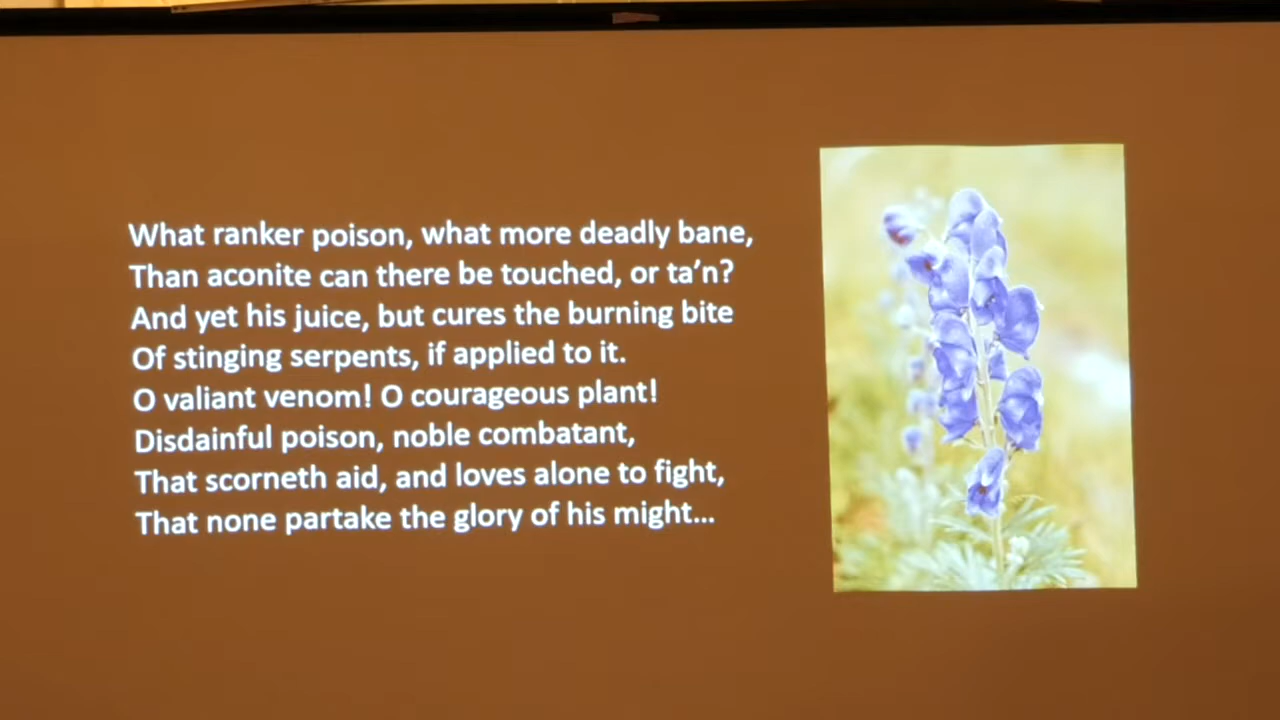 What ranker poison, what more deadly bane,
Than aconite can there be touched, or ta’n?
And yet his juice, but cures the burning bite
Of stinging serpents, if applied to it.
O valiant venom! O courageous plant!
Disdainful poison, noble combatant,
That scorneth aid, and loves alone to fight,
That none partake the glory of his might...